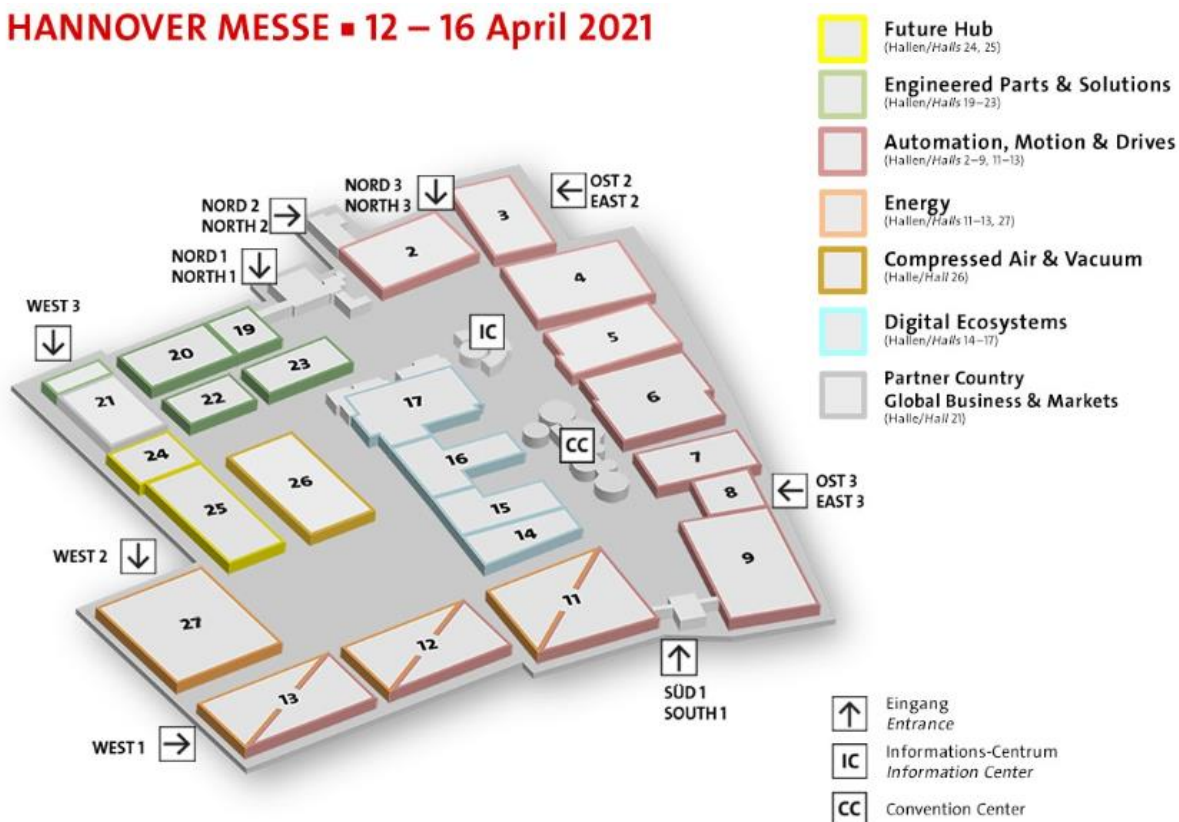 HANNOVER MESSE ▪ 12 – 16 April 2021
Future Hub
(Hallen/Halls 24, 25)
Engineered Parts & Solutions
(Hallen/Halls 19–23)
Automation, Motion & Drives
(Hallen/Halls 2–9, 11–13)
Energy
(Hallen/Halls 11–13, 27)
Compressed Air & Vacuum
(Halle/Hall 26)
Digital Ecosystems
(Hallen/Halls 14–17)
Partner Country
Global Business & Markets
(Halle/Hall 21)
NORD 3
NORTH 3
OST 2
EAST 2
NORD 2
NORTH 2
NORD 1
NORTH 1
WEST 3
3
2
4
19
20
23
IC
5
21
22
17
6
24
16
CC
7
26
8
OST 3
EAST 3
25
15
14
9
WEST 2
27
11
12
13
SÜD 1
SOUTH 1
WEST 1
Eingang
Entrance
IC
Informations-Centrum
Information Center
CC
Convention Center